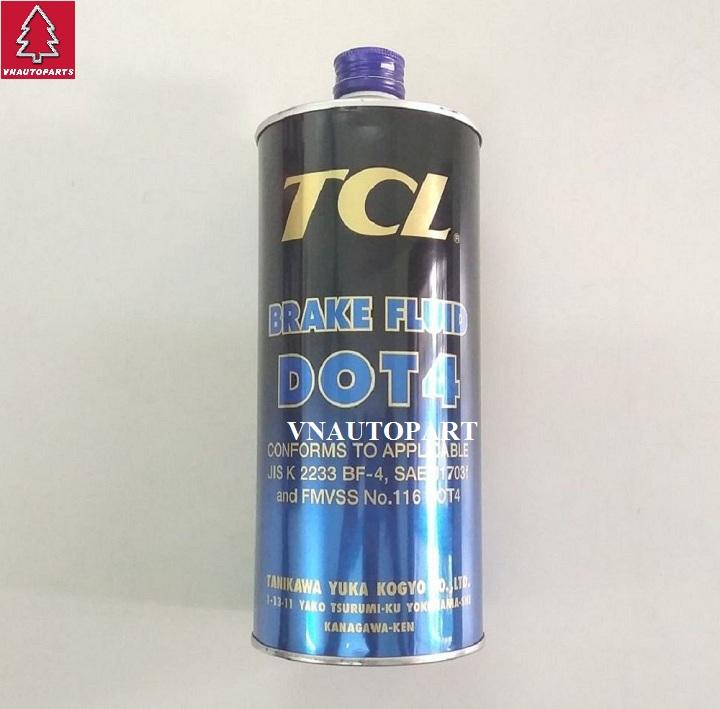 VNAUTOPARTS
TCL
®
BRAKE FLUID
DOT4
VNAUTOPART
CONFORMS TO APPLICABLE
JIS K 2233 BF-4, SAE J1703f
and FMVSS No.116 DOT4
TANIKAWA YUKA KOGYO CO.,LTD.
1-13-11 YAKO TSURUMI-KU YOKOHAMA-SHI
KANAGAWA-KEN